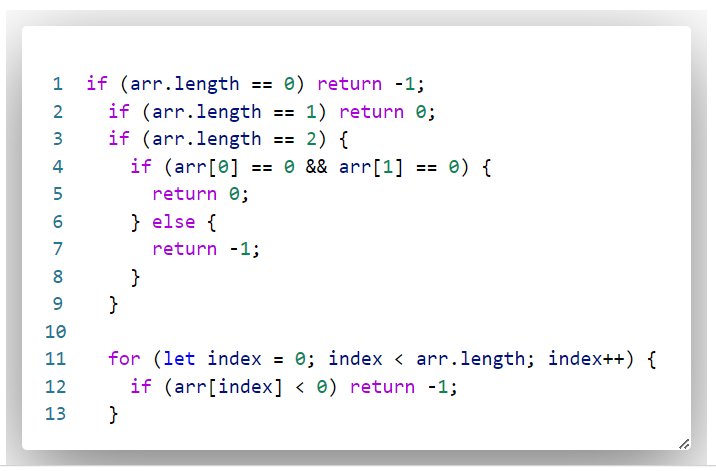 1 if (arr.length == 0) return -1;
2 if (arr.length == 1) return 0;
3 if (arr.length == 2) {
4 if (arr[0] == 0 && arr[1] == 0) {
5 return 0;
6 } else {
7 return -1;
8 }
9 }
10
11 for (let index = 0; index < arr.length; index++) {
12 if (arr[index] < 0) return -1;
13 }